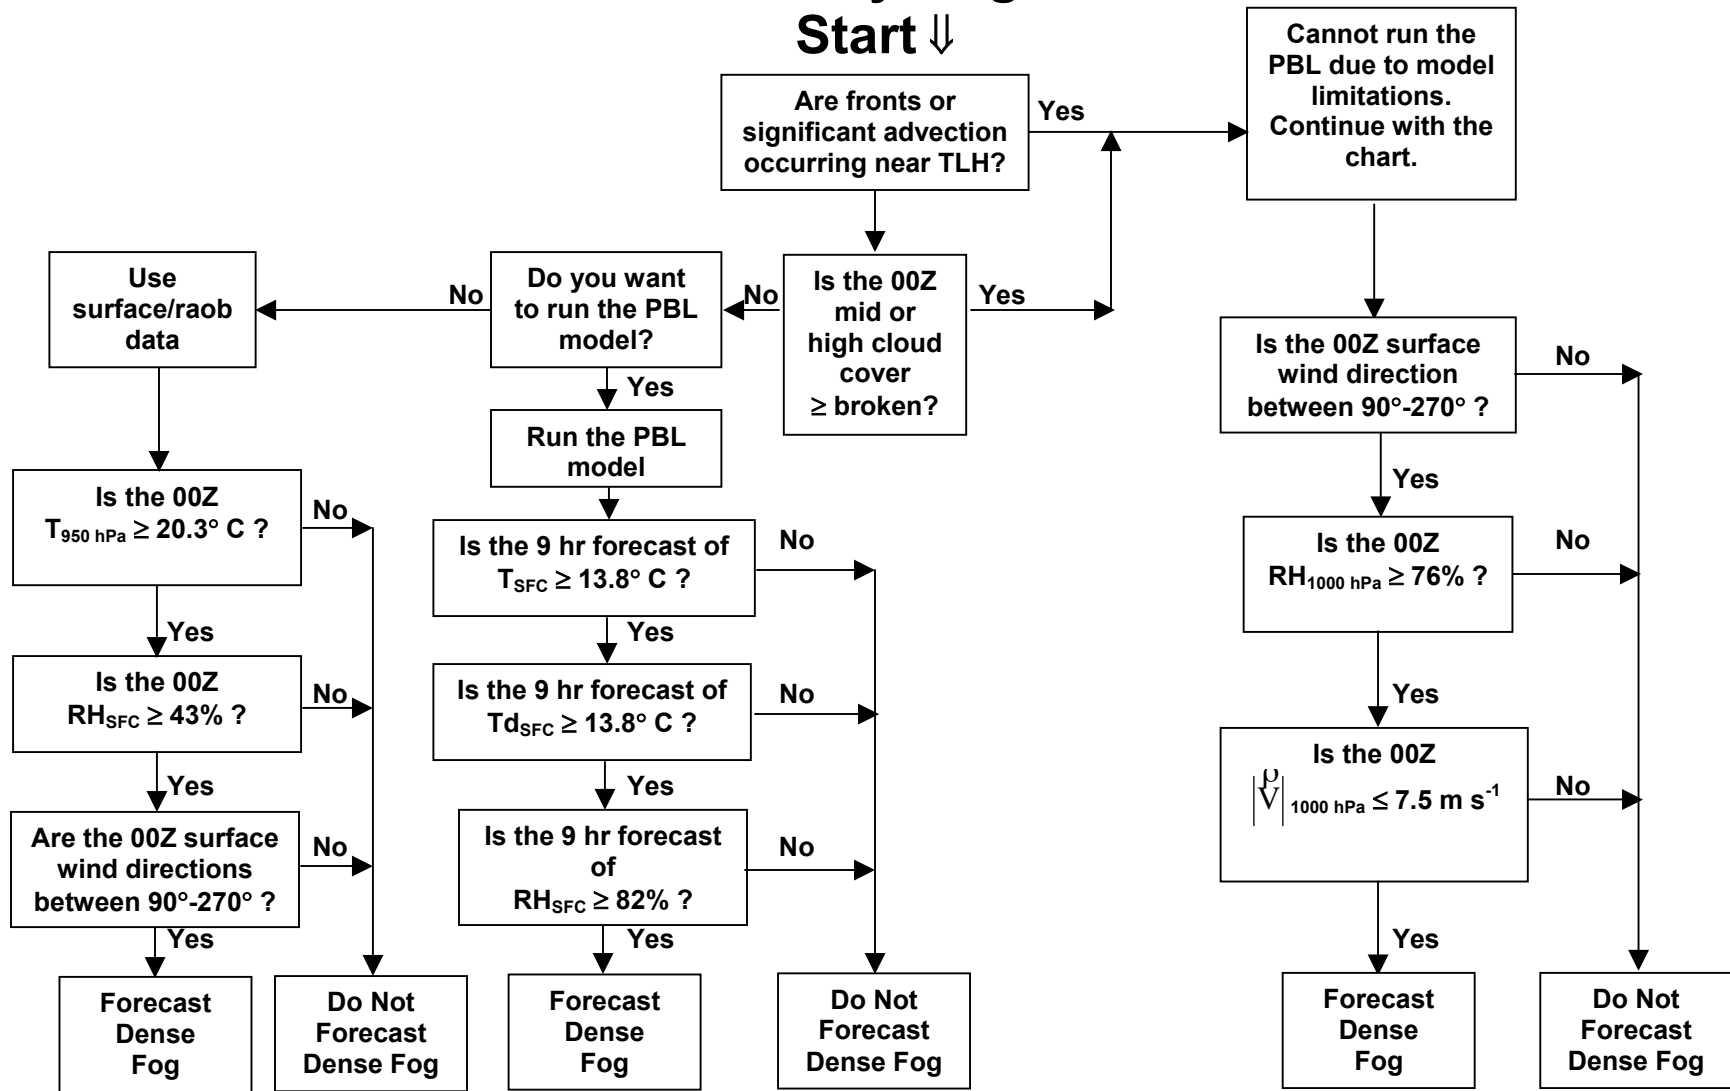 Start ⇓
Are fronts or
significant advection
occurring near TLH?
Yes
Cannot run the
PBL due to model
limitations.
Continue with the
chart.
Use
surface/raob
data
No
Do you want
to run the PBL
model?
No
Is the 00Z
mid or
high cloud
cover
≥ broken?
Yes
Yes
Run the PBL
model
Is the 00Z
T950 hPa ≥ 20.3° C ?
No
Yes
Is the 00Z
RHSFC ≥ 43% ?
No
Yes
Are the 00Z surface
wind directions
between 90°-270° ?
No
Yes
Forecast
Dense
Fog
Do Not
Forecast
Dense Fog
Is the 9 hr forecast of
TSFC ≥ 13.8° C ?
No
Yes
Is the 9 hr forecast of
TdSFC ≥ 13.8° C ?
No
Yes
Is the 9 hr forecast
of
RHSFC ≥ 82% ?
No
Yes
Forecast
Dense
Fog
Do Not
Forecast
Dense Fog
Is the 00Z surface
wind direction
between 90°-270° ?
No
Yes
Is the 00Z
RH1000 hPa ≥ 76% ?
No
Yes
Is the 00Z
|V| 1000 hPa ≤ 7.5 m s-1
No
Yes
Forecast
Dense
Fog
Do Not
Forecast
Dense Fog